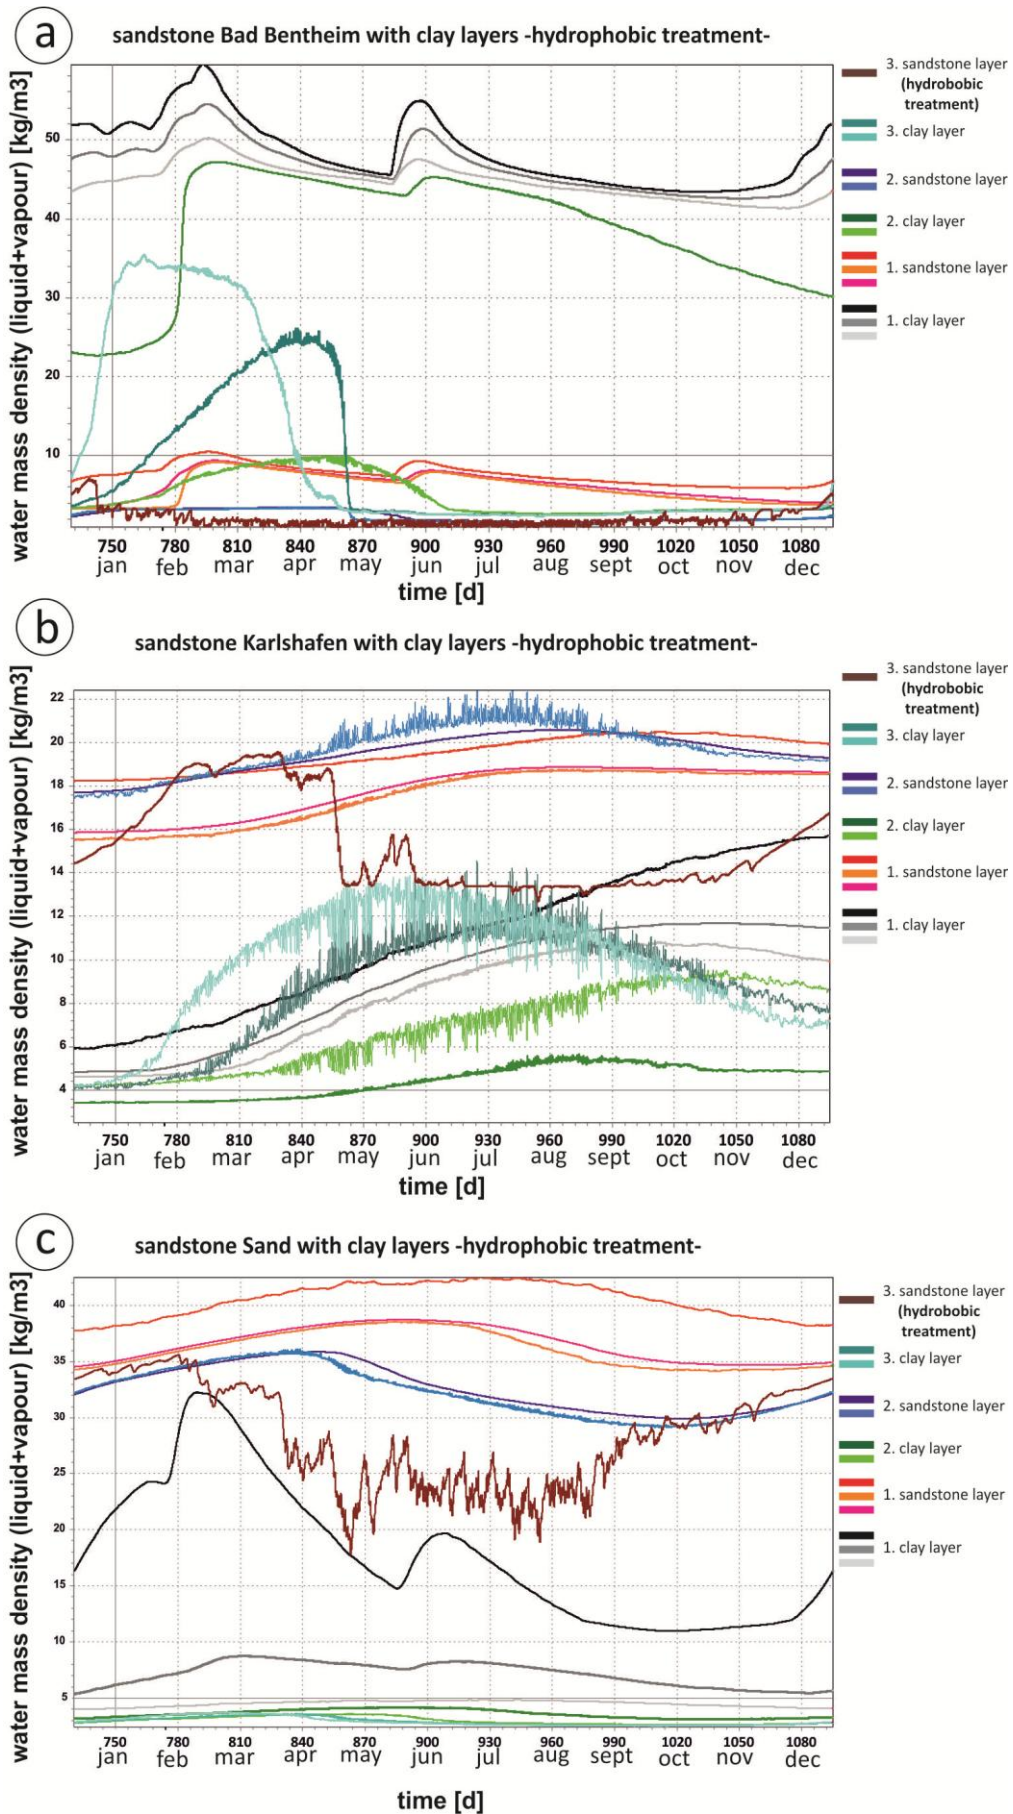 a
sandstone Bad Bentheim with clay layers -hydrophobic treatment-
water mass density (liquid+vapour) [kg/m3]
50
40
30
20
10
750 780 810 840 870 900 930 960 990 1020 1050 1080
jan feb mar apr may jun jul aug sept oct nov dec
time [d]
3. sandstone layer
(hydrobobic
treatment)
3. clay layer
2. sandstone layer
2. clay layer
1. sandstone layer
1. clay layer
b
sandstone Karlshafen with clay layers -hydrophobic treatment-
water mass density (liquid+vapour) [kg/m3]
22
20
18
16
14
12
10
8
6
4
750 780 810 840 870 900 930 960 990 1020 1050 1080
jan feb mar apr may jun jul aug sept oct nov dec
time [d]
3. sandstone layer
(hydrobobic
treatment)
3. clay layer
2. sandstone layer
2. clay layer
1. sandstone layer
1. clay layer
c
sandstone Sand with clay layers -hydrophobic treatment-
water mass density (liquid+vapour) [kg/m3]
40
35
30
25
20
15
10
5
750 780 810 840 870 900 930 960 990 1020 1050 1080
jan feb mar apr may jun jul aug sept oct nov dec
time [d]
3. sandstone layer
(hydrobobic
treatment)
3. clay layer
2. sandstone layer
2. clay layer
1. sandstone layer
1. clay layer